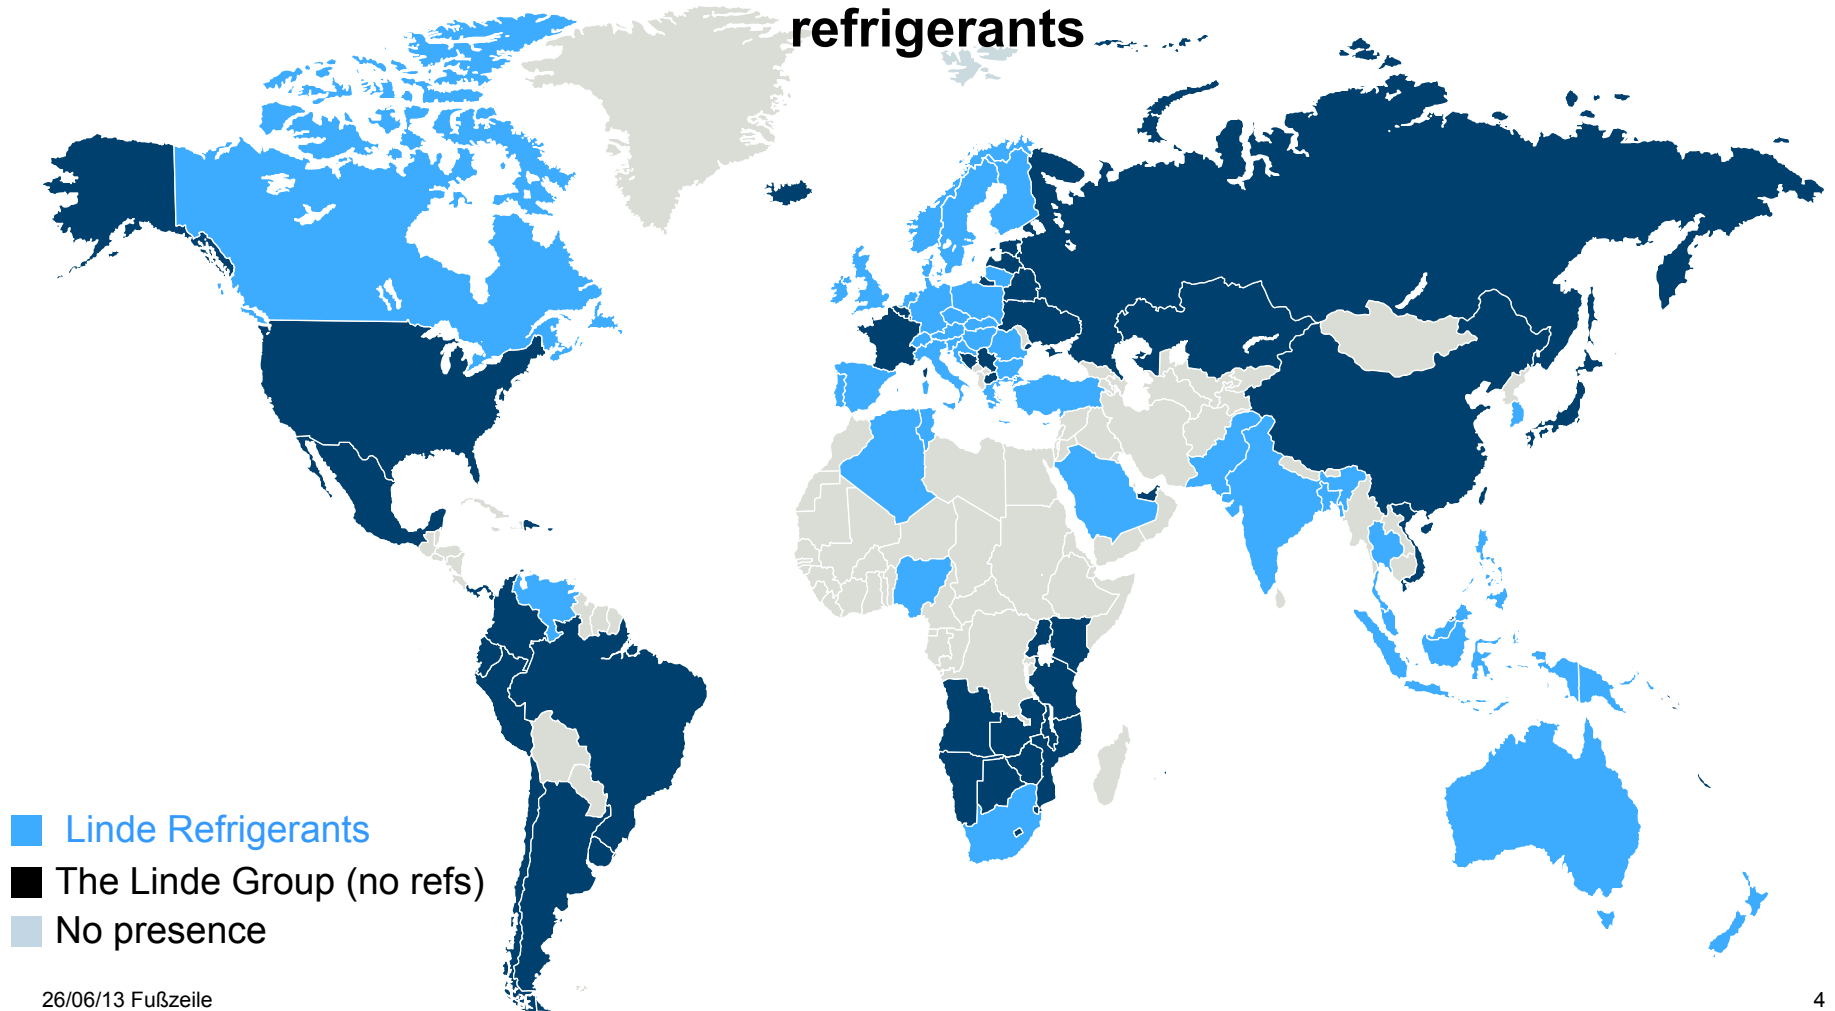 refrigerants
Linde Refrigerants
The Linde Group (no refs)
No presence
26/06/13 Fußzeile
4